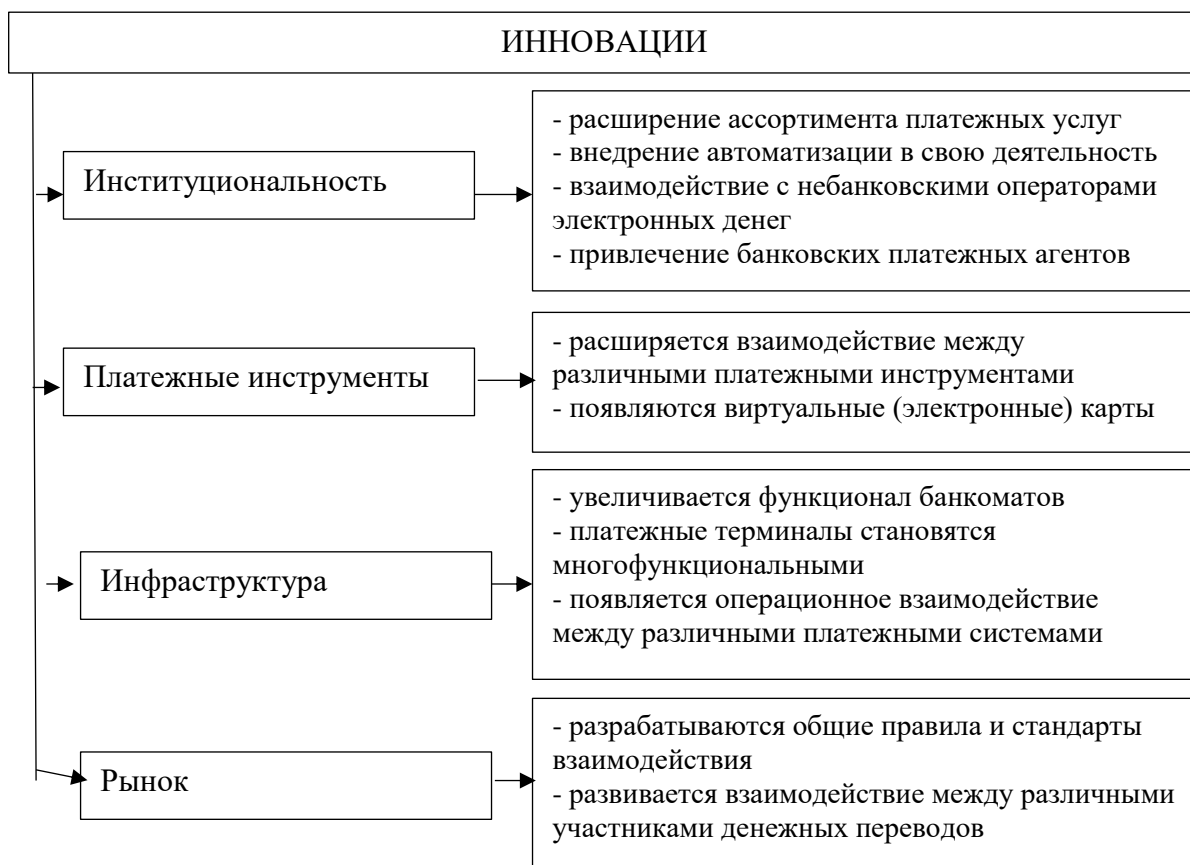 ИННОВАЦИИ
Институциональность
- расширение ассортимента платежных услуг
- внедрение автоматизации в свою деятельность
- взаимодействие с небанковскими операторами
электронных денег
- привлечение банковских платежных агентов
Платежные инструменты
- расширяется взаимодействие между
различными платежными инструментами
- появляются виртуальные (электронные) карты
Инфраструктура
- увеличивается функционал банкоматов
- платежные терминалы становятся
многофункциональными
- появляется операционное взаимодействие
между различными платежными системами
Рынок
- разрабатываются общие правила и стандарты
взаимодействия
- развивается взаимодействие между различными
участниками денежных переводов